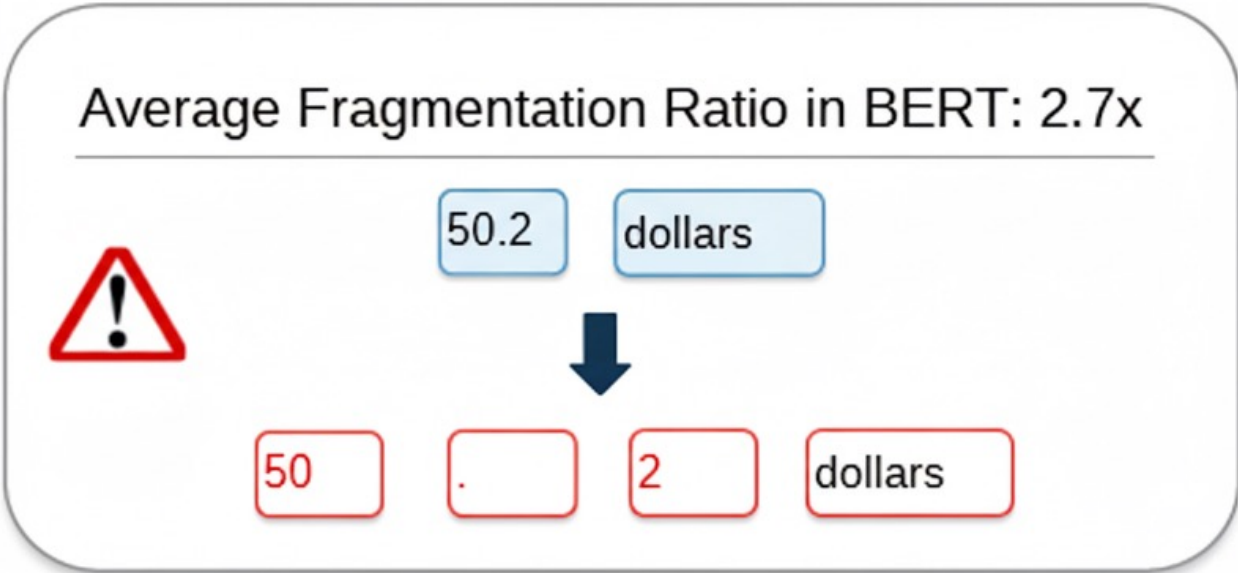 Average Fragmentation Ratio in BERT: 2.7x
50.2 dollars
50 . 2 dollars